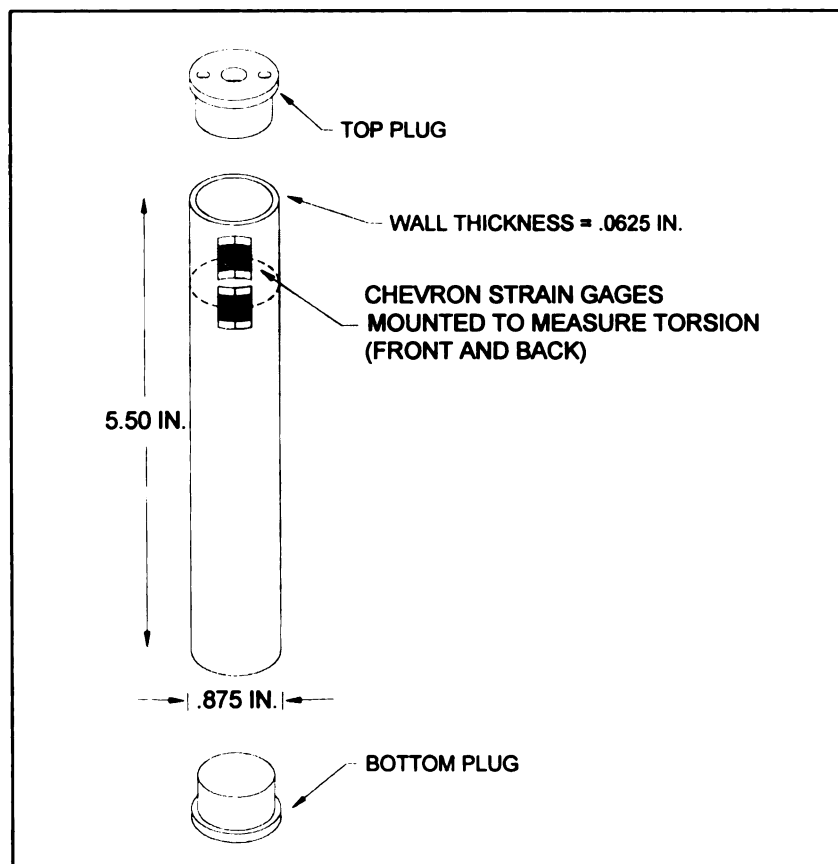 TOP PLUG
WALL THICKNESS = .0625 IN.
CHEVRON STRAIN GAGES
MOUNTED TO MEASURE TORSION
(FRONT AND BACK)
5.50 IN.
.875 IN.
BOTTOM PLUG